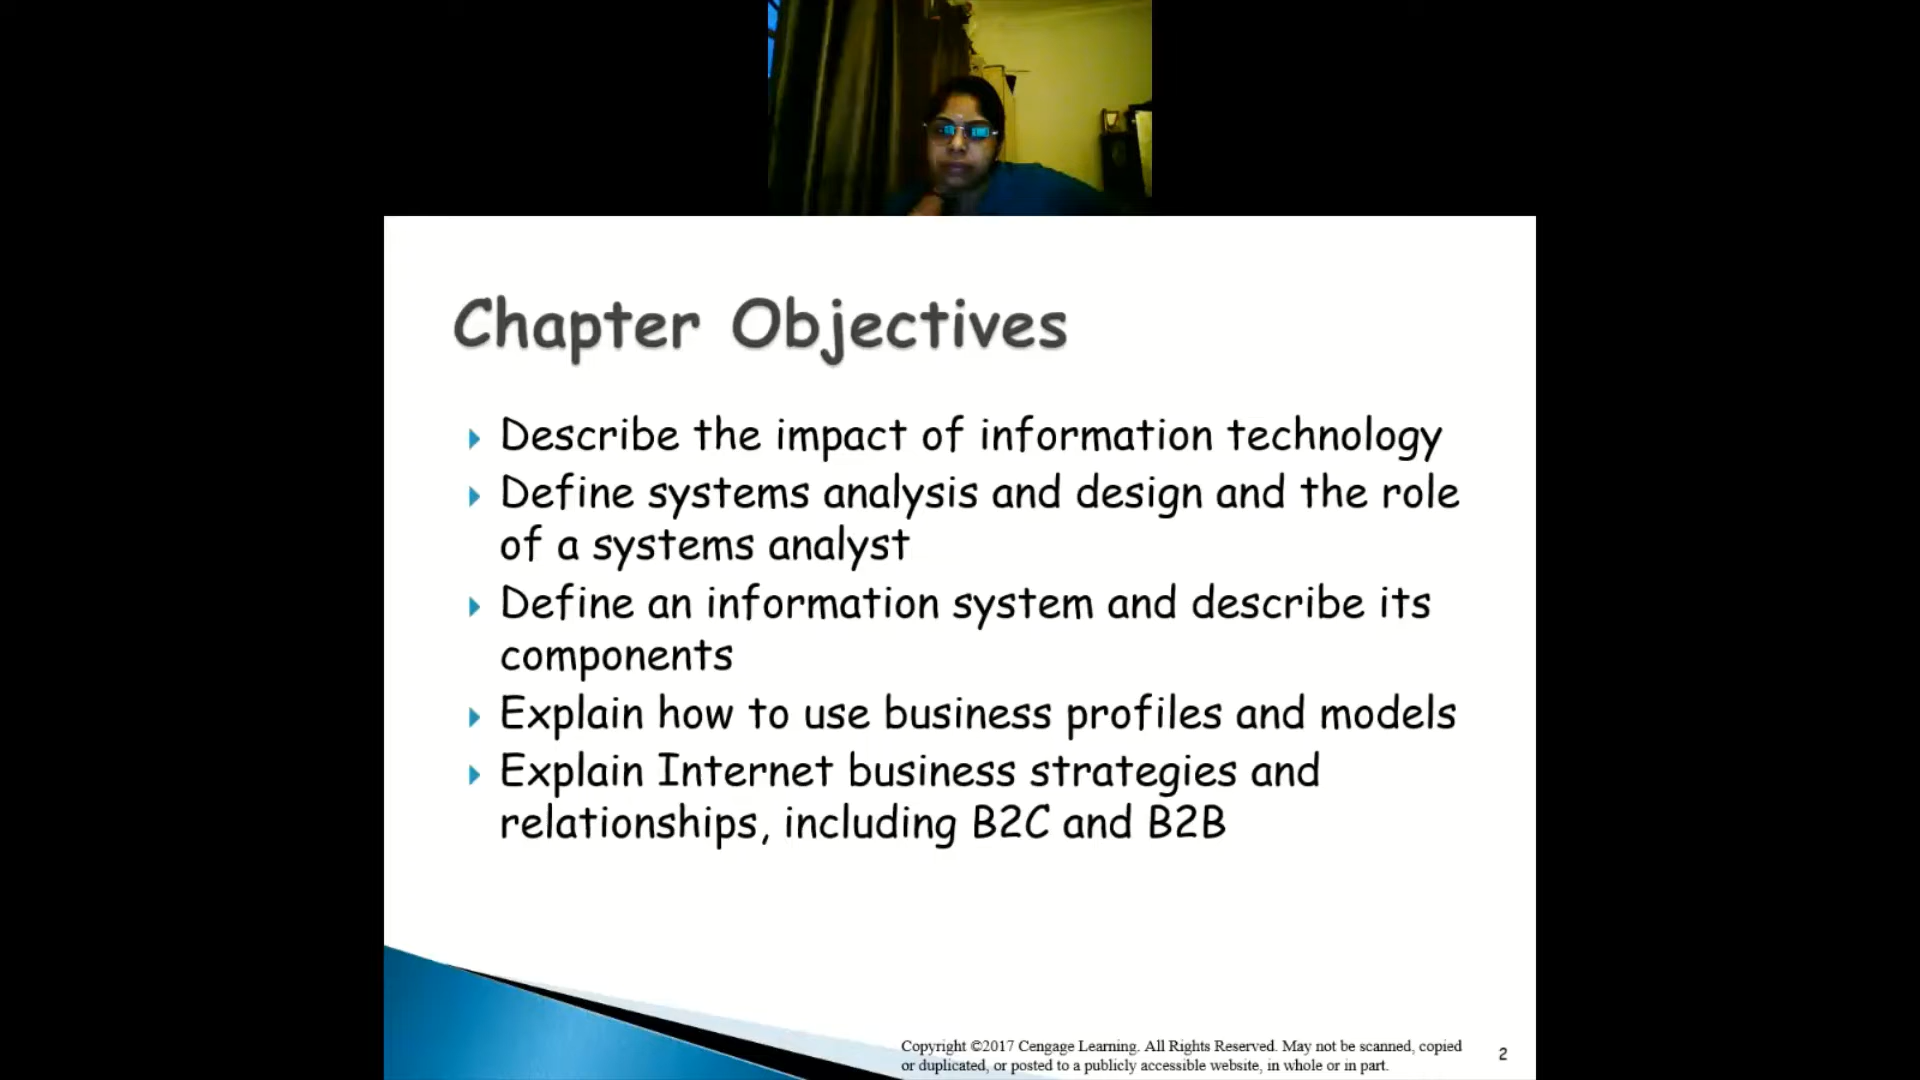 Chapter Objectives
Describe the impact of information technology
Define systems analysis and design and the role
of a systems analyst
Define an information system and describe its
components
Explain how to use business profiles and models
Explain Internet business strategies and
relationships, including B2C and B2B
Copyright ©2017 Cengage Learning. All Rights Reserved. May not be scanned, copied
or duplicated, or posted to a publicly accessible website, in whole or in part.
2